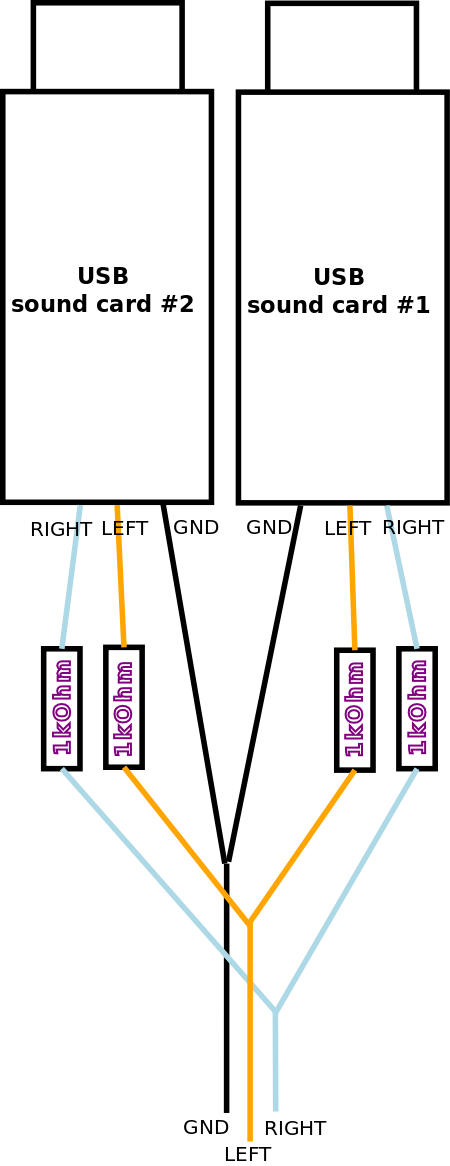 USB
sound card #2
USB
sound card #1
RIGHT LEFT GND
GND LEFT RIGHT
1kOhm
1kOhm
1kOhm
1kOhm
GND
RIGHT
LEFT